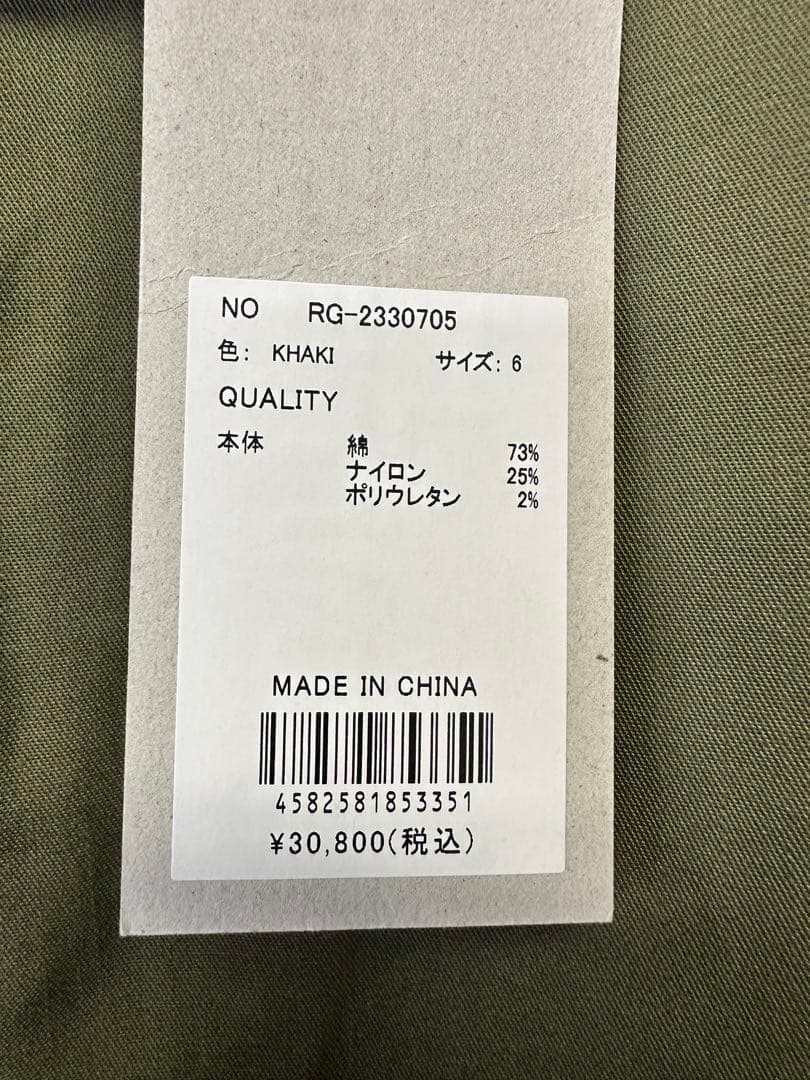 NO RG-2330705
色: KHAKI サイズ: 6
QUALITY
本体 綿 73%
ナイロン 25%
ポリウレタン 2%
MADE IN CHINA
4582581853351
¥30,800(税込)